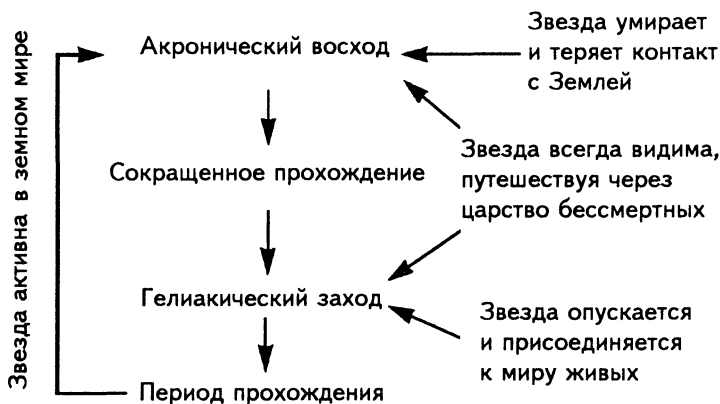 Звезда активна в земном мире
Акронический восход
Звезда умирает
и теряет контакт
с Землей
Сокращенное прохождение
Звезда всегда видима,
путешествуя через
царство бессмертных
Гелиакический заход
Звезда опускается
и присоединяется
к миру живых
Период прохождения